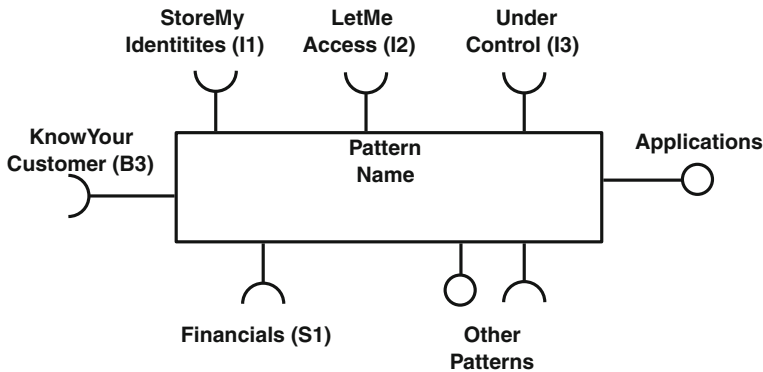 StoreMy
Identitites (I1)
LetMe
Access (I2)
Under
Control (I3)
KnowYour
Customer (B3)
Pattern
Name
Applications
Financials (S1)
Other
Patterns